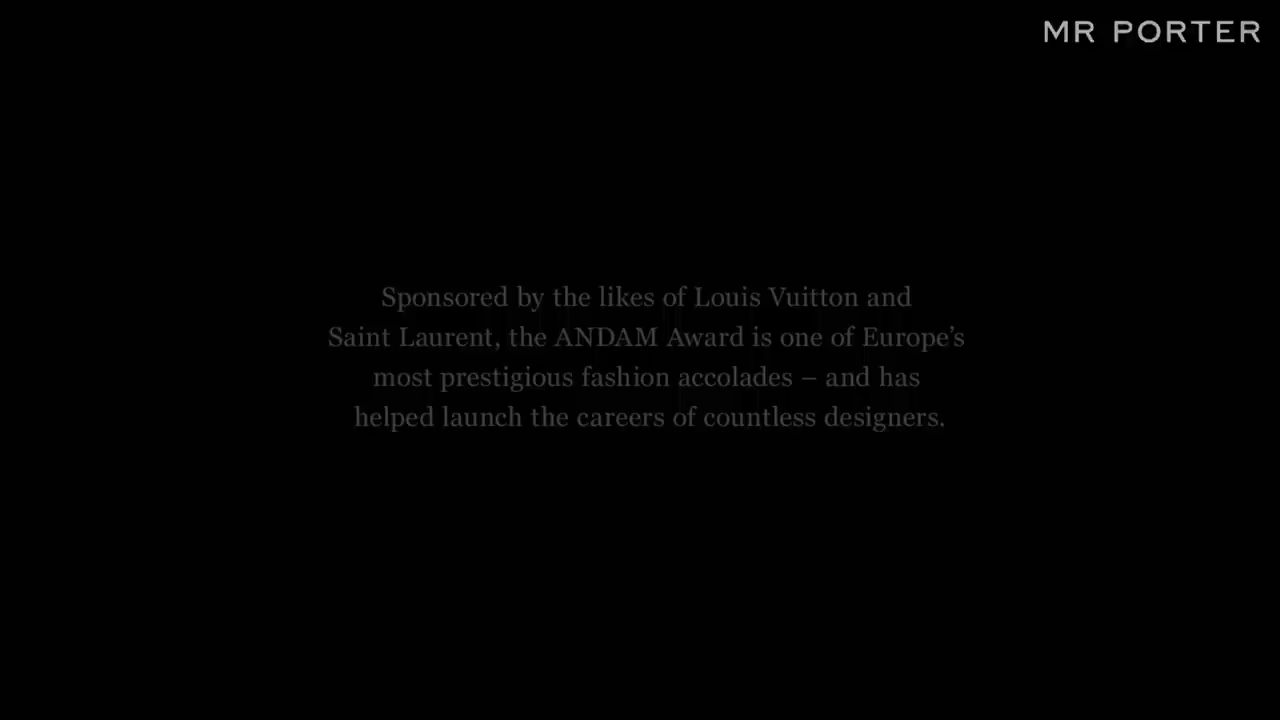 MR PORTER
Sponsored by the likes of Louis Vuitton and
Saint Laurent, the ANDAM Award is one of Europe’s
most prestigious fashion accolades – and has
helped launch the careers of countless designers.